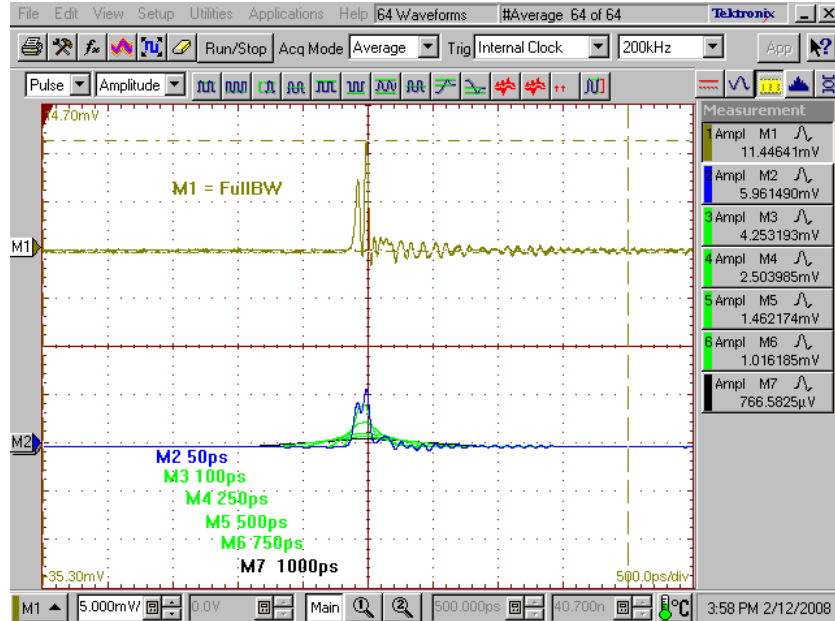 File Edit View Setup Utilities Applications Help 64 Waveforms #Average 64 of 64 Tektronix
Run/Stop Acq Mode Average Trig Internal Clock 200kHz App
Pulse Amplitude
14.70mV
Measurement
1 Ampl M1
11.44641mV
2 Ampl M2
5.961490mV
3 Ampl M3
4.253193mV
4 Ampl M4
2.503985mV
5 Ampl M5
1.462174mV
6 Ampl M6
1.016185mV
Ampl M7
766.5825µV
M1 = FullBW
M1
M2
M2 50ps
M3 100ps
M4 250ps
M5 500ps
M6 750ps
M7 1000ps
-35.30mV
500.0ps/div
M1 5.000mV/ 0.0V Main 1 2 500.000ps 40.700n °C 3:58 PM 2/12/2008